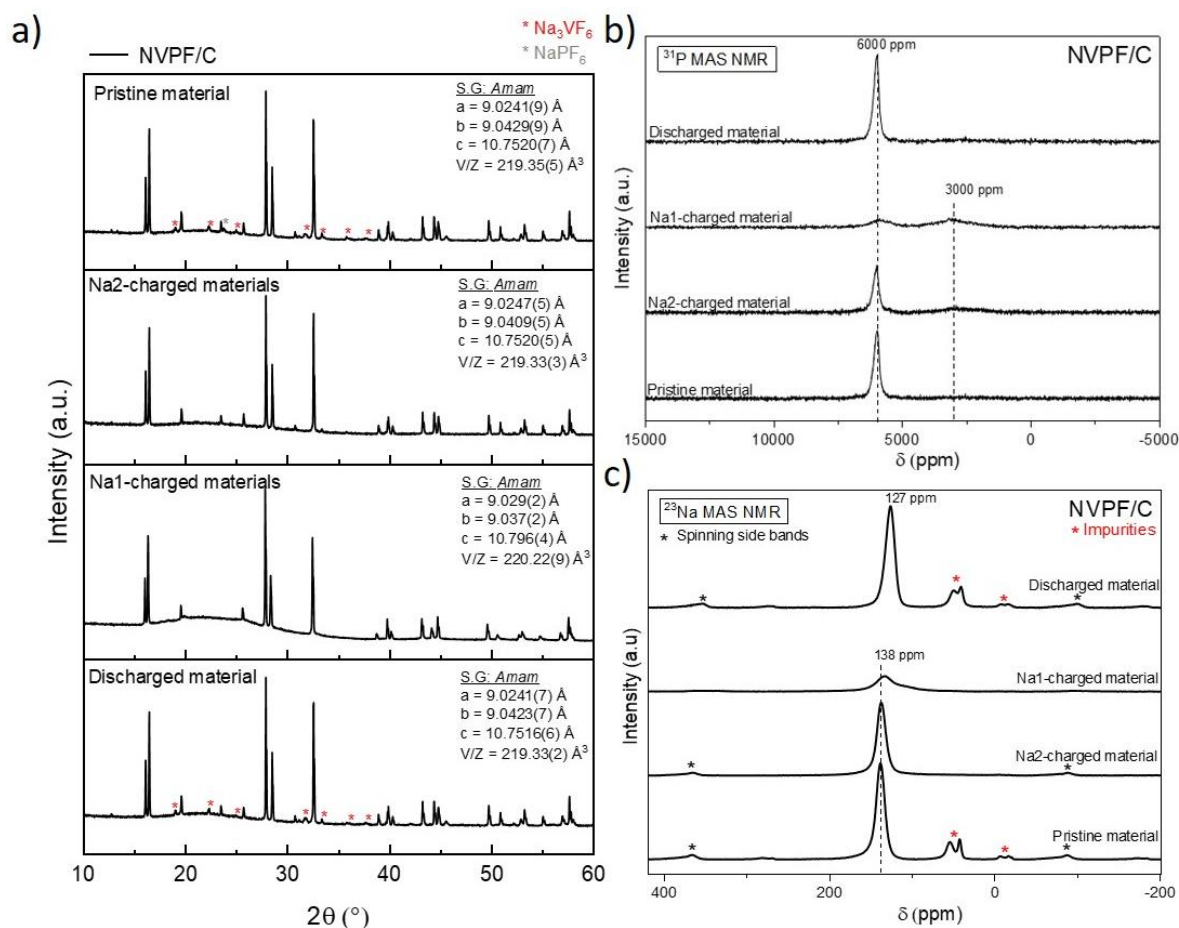 a)
* Na₃VF₆
* NaPF₆
NVPF/C
Pristine material
S.G: Amam
a = 9.0241(9) Å
b = 9.0429(9) Å
c = 10.7520(7) Å
V/Z = 219.35(5) Å³
* * * * * * * * *
Na2-charged materials
S.G: Amam
a = 9.0247(5) Å
b = 9.0409(5) Å
c = 10.7520(5) Å
V/Z = 219.33(3) Å³
Na1-charged materials
S.G: Amam
a = 9.029(2) Å
b = 9.037(2) Å
c = 10.796(4) Å
V/Z = 220.22(9) Å³
Discharged material
S.G: Amam
a = 9.0241(7) Å
b = 9.0423(7) Å
c = 10.7516(6) Å
V/Z = 219.33(2) Å³
* * * * * * *
10 20 30 40 50 60
2θ (°)
Intensity (a.u.)
b)
³¹P MAS NMR
6000 ppm
NVPF/C
Discharged material
3000 ppm
Na1-charged material
Na2-charged material
Pristine material
15000 10000 5000 0 -5000
δ (ppm)
Intensity (a.u.)
c)
²³Na MAS NMR
* Spinning side bands
127 ppm
NVPF/C
* Impurities
Discharged material
* * * *
138 ppm
Na1-charged material
Na2-charged material
* *
Pristine material
* * * *
400 200 0 -200
δ (ppm)
Intensity (a.u)